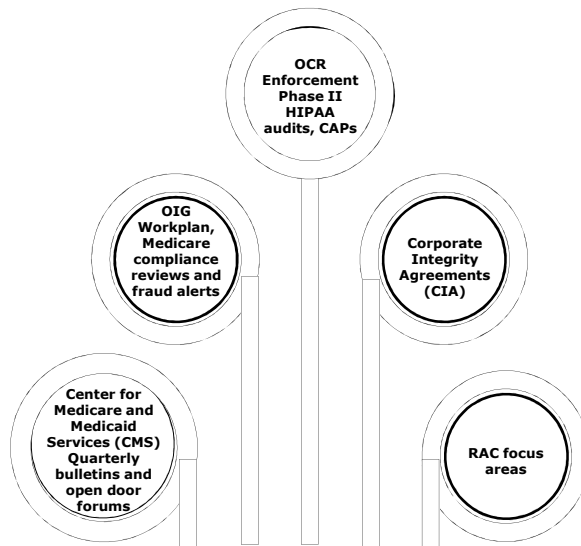 OCR
Enforcement
Phase II
HIPAA
audits, CAPs
OIG
Workplan,
Medicare
compliance
reviews and
fraud alerts
Corporate
Integrity
Agreements
(CIA)
Center for
Medicare and
Medicaid
Services (CMS)
Quarterly
bulletins and
open door
forums
RAC focus
areas